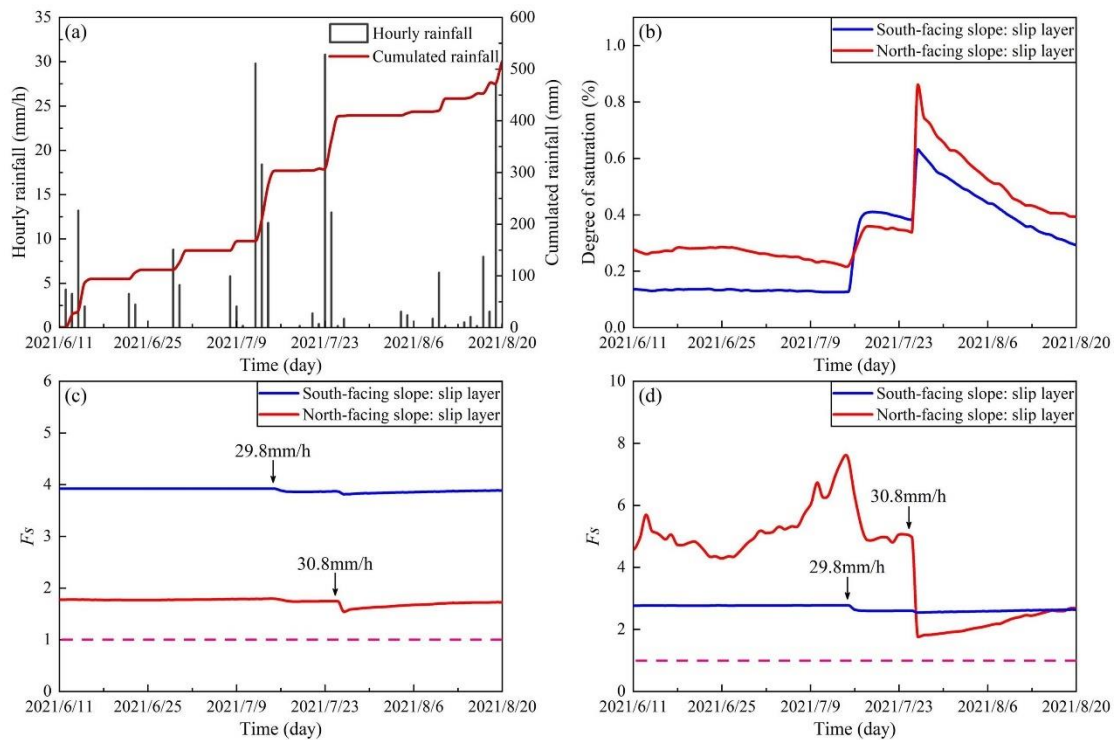 (a)
Hourly rainfall
Cumulated rainfall
Hourly rainfall (mm/h)
35
30
25
20
15
10
5
0
Cumulated rainfall (mm)
600
500
400
300
200
100
0
2021/6/11 2021/6/25 2021/7/9 2021/7/23 2021/8/6 2021/8/20
Time (day)
(b)
South-facing slope: slip layer
North-facing slope: slip layer
Degree of saturation (%)
1.0
0.8
0.6
0.4
0.2
0.0
2021/6/11 2021/6/25 2021/7/9 2021/7/23 2021/8/6 2021/8/20
Time (day)
(c)
South-facing slope: slip layer
North-facing slope: slip layer
29.8mm/h
30.8mm/h
Fs
6
5
4
3
2
1
0
2021/6/11 2021/6/25 2021/7/9 2021/7/23 2021/8/6 2021/8/20
Time (day)
(d)
South-facing slope: slip layer
North-facing slope: slip layer
30.8mm/h
29.8mm/h
Fs
10
8
6
4
2
0
2021/6/11 2021/6/25 2021/7/9 2021/7/23 2021/8/6 2021/8/20
Time (day)